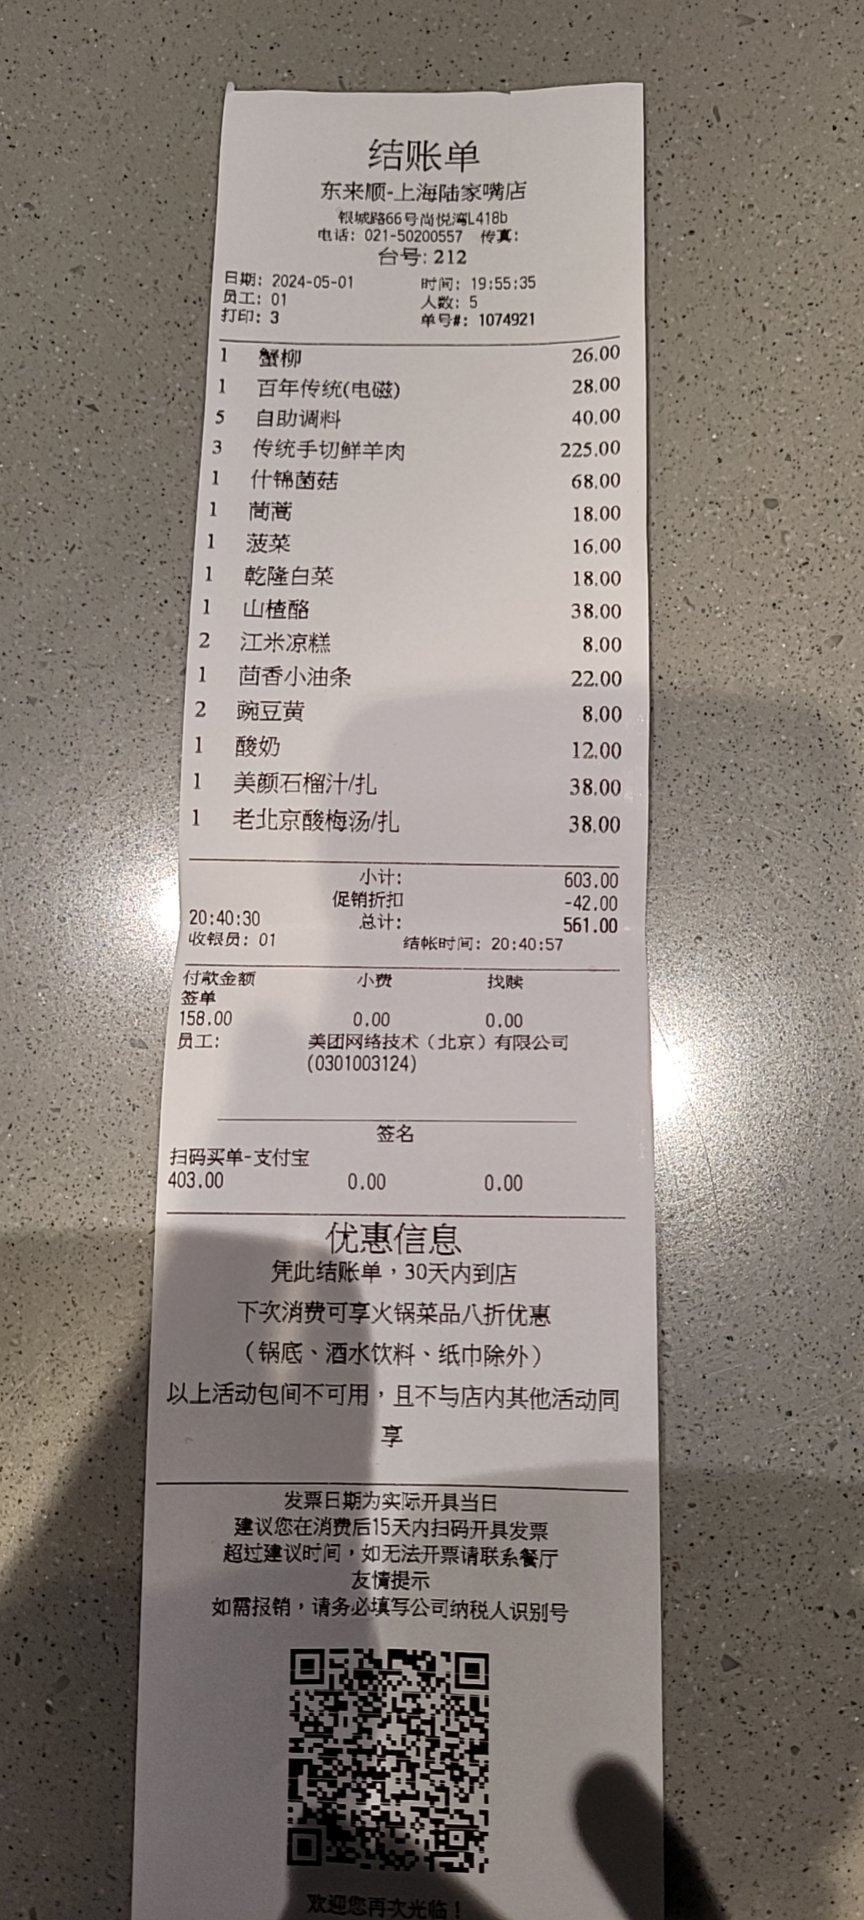 结账单
东来顺-上海陆家嘴店
银城路66号尚悦湾L418b
电话: 021-50200557 传真:
台号: 212
日期: 2024-05-01 时间: 19:55:35
员工: 01 人数: 5
打印: 3 单号#: 1074921
1 蟹柳 26.00
1 百年传统(电磁) 28.00
5 自助调料 40.00
3 传统手切鲜羊肉 225.00
1 什锦菌菇 68.00
1 茼蒿 18.00
1 菠菜 16.00
1 乾隆白菜 18.00
1 山楂酪 38.00
2 江米凉糕 8.00
1 茴香小油条 22.00
2 豌豆黄 8.00
1 酸奶 12.00
1 美颜石榴汁/扎 38.00
1 老北京酸梅汤/扎 38.00
小计: 603.00
促销折扣 -42.00
20:40:30 总计: 561.00
收银员: 01 结帐时间: 20:40:57
付款金额 小费 找赎
签单
158.00 0.00 0.00
员工: 美团网络技术（北京）有限公司
(0301003124)
签名
扫码买单-支付宝
403.00 0.00 0.00
优惠信息
凭此结账单，30天内到店
下次消费可享火锅菜品八折优惠
（锅底、酒水饮料、纸巾除外）
以上活动包间不可用，且不与店内其他活动同
享
发票日期为实际开具当日
建议您在消费后15天内扫码开具发票
超过建议时间，如无法开票请联系餐厅
友情提示
如需报销，请务必填写公司纳税人识别号
欢迎您再次光临！